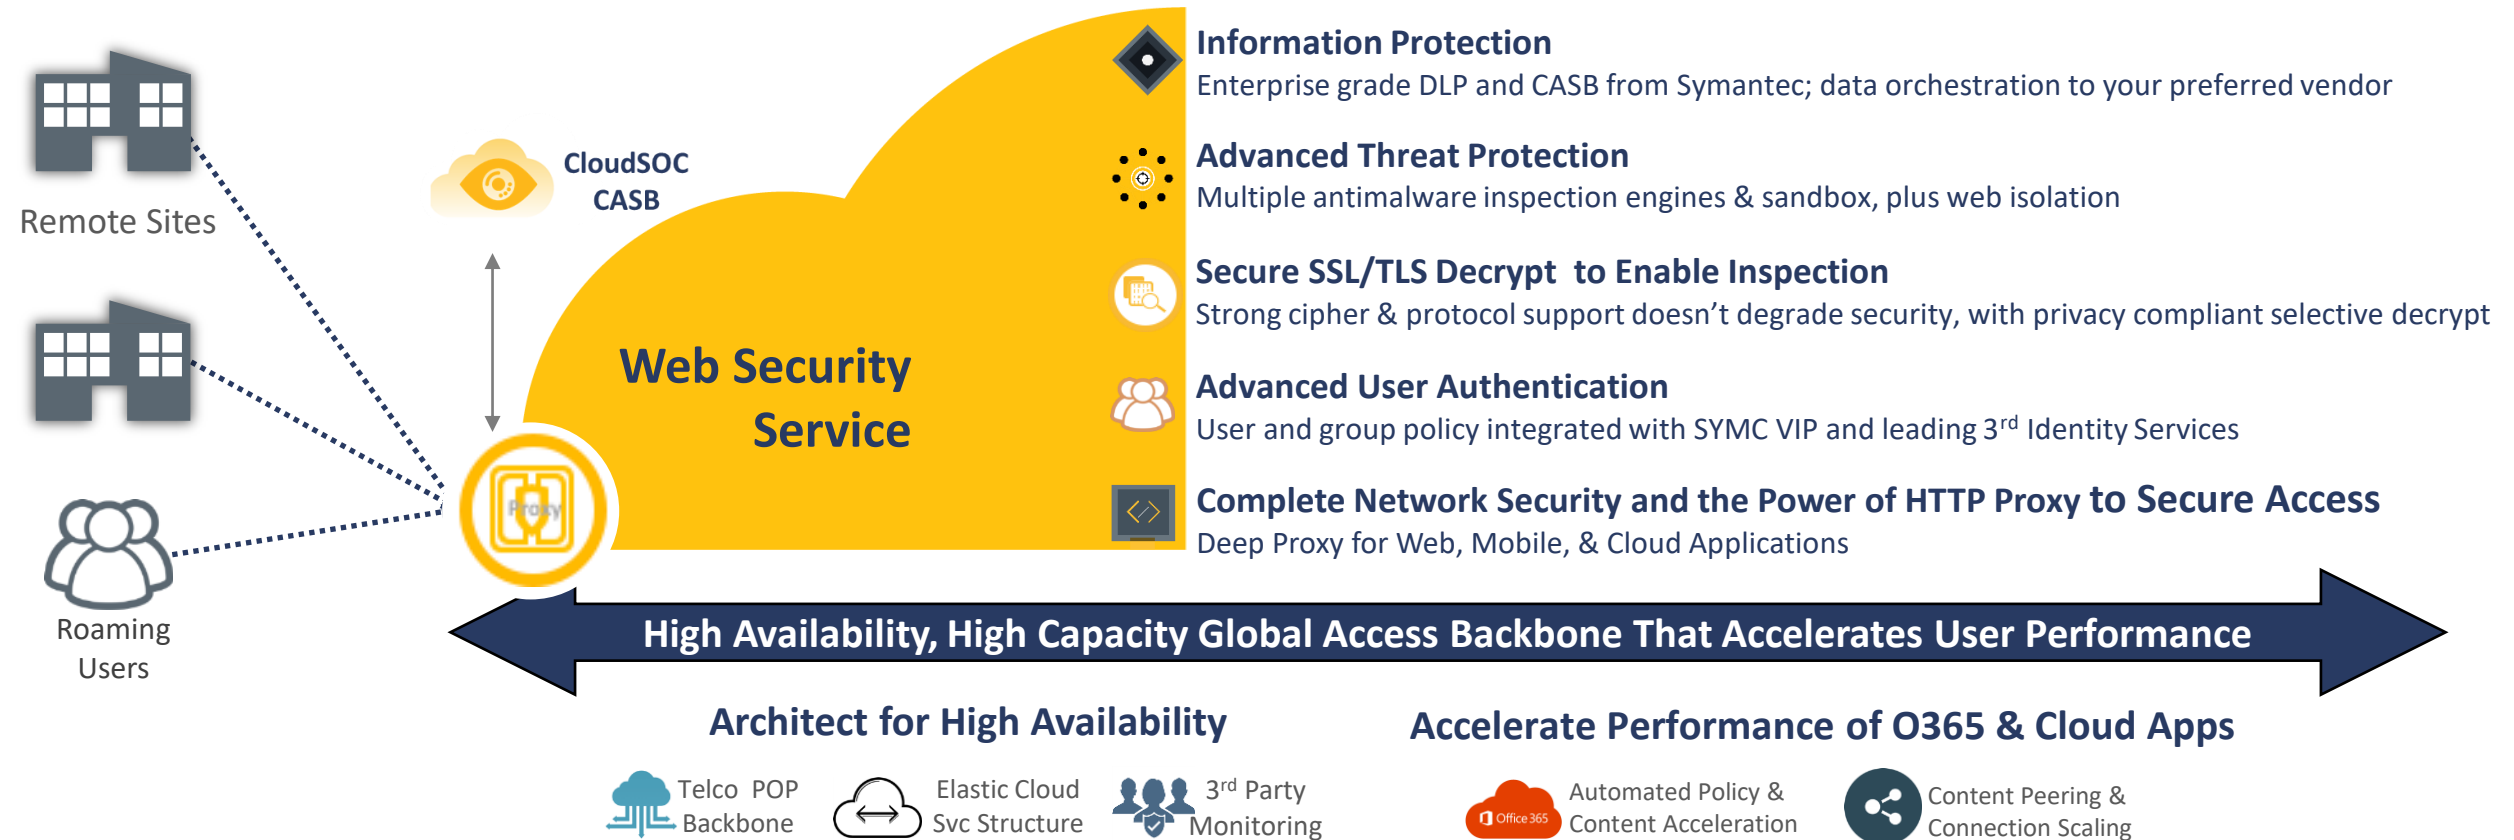 Remote Sites
Roaming
Users
CloudSOC
CASB
Web Security
Service
Proxy
Information Protection
Enterprise grade DLP and CASB from Symantec; data orchestration to your preferred vendor
Advanced Threat Protection
Multiple antimalware inspection engines & sandbox, plus web isolation
Secure SSL/TLS Decrypt  to Enable Inspection
Strong cipher & protocol support doesn’t degrade security, with privacy compliant selective decrypt
Advanced User Authentication
User and group policy integrated with SYMC VIP and leading 3rd Identity Services
Complete Network Security and the Power of HTTP Proxy to Secure Access
Deep Proxy for Web, Mobile, & Cloud Applications
High Availability, High Capacity Global Access Backbone That Accelerates User Performance
Architect for High Availability
Telco  POP
Backbone
Elastic Cloud
Svc Structure
3rd Party
Monitoring
Accelerate Performance of O365 & Cloud Apps
Office 365
Automated Policy &
Content Acceleration
Content Peering &
Connection Scaling